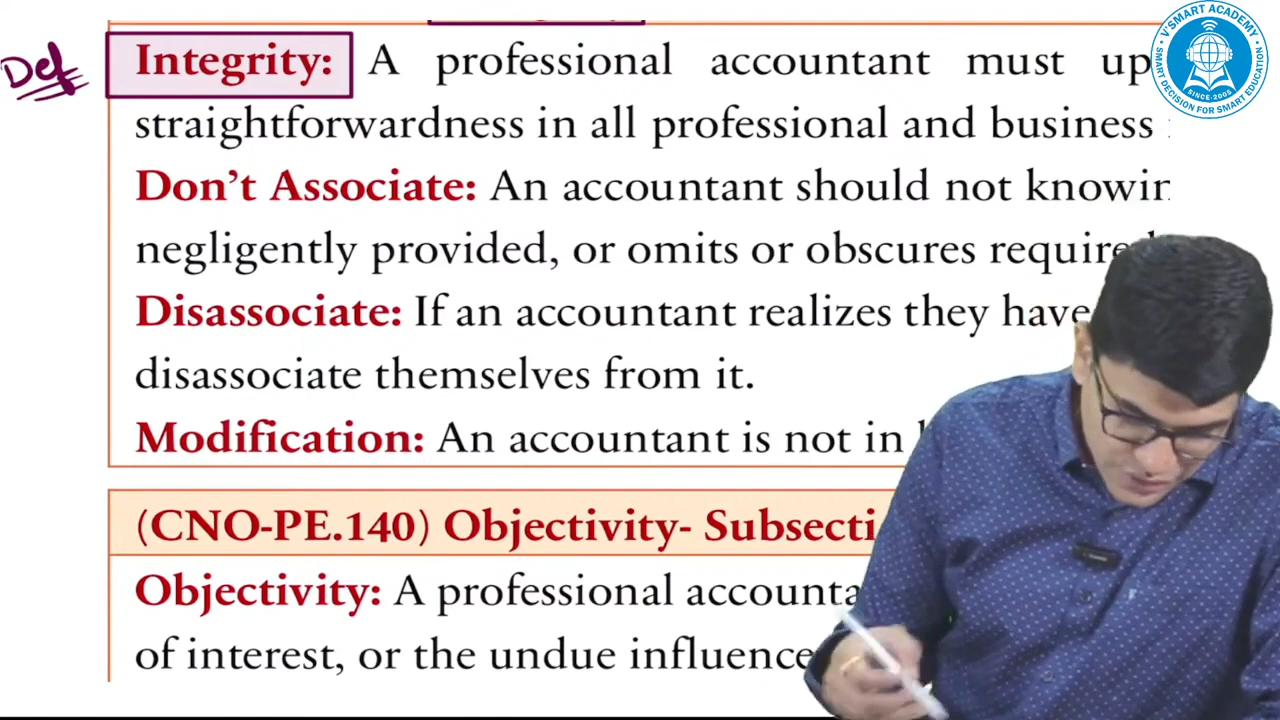 Def
Integrity: A professional accountant must up
straightforwardness in all professional and business
Don't Associate: An accountant should not knowin
negligently provided, or omits or obscures require
Disassociate: If an accountant realizes they have
disassociate themselves from it.
Modification: An accountant is not in
(CNO-PE.140) Objectivity- Subsecti
Objectivity: A professional accounta
of interest, or the undue influence
V'SMART ACADEMY
SMART DECISION FOR SMART EDUCATION
SINCE-2005